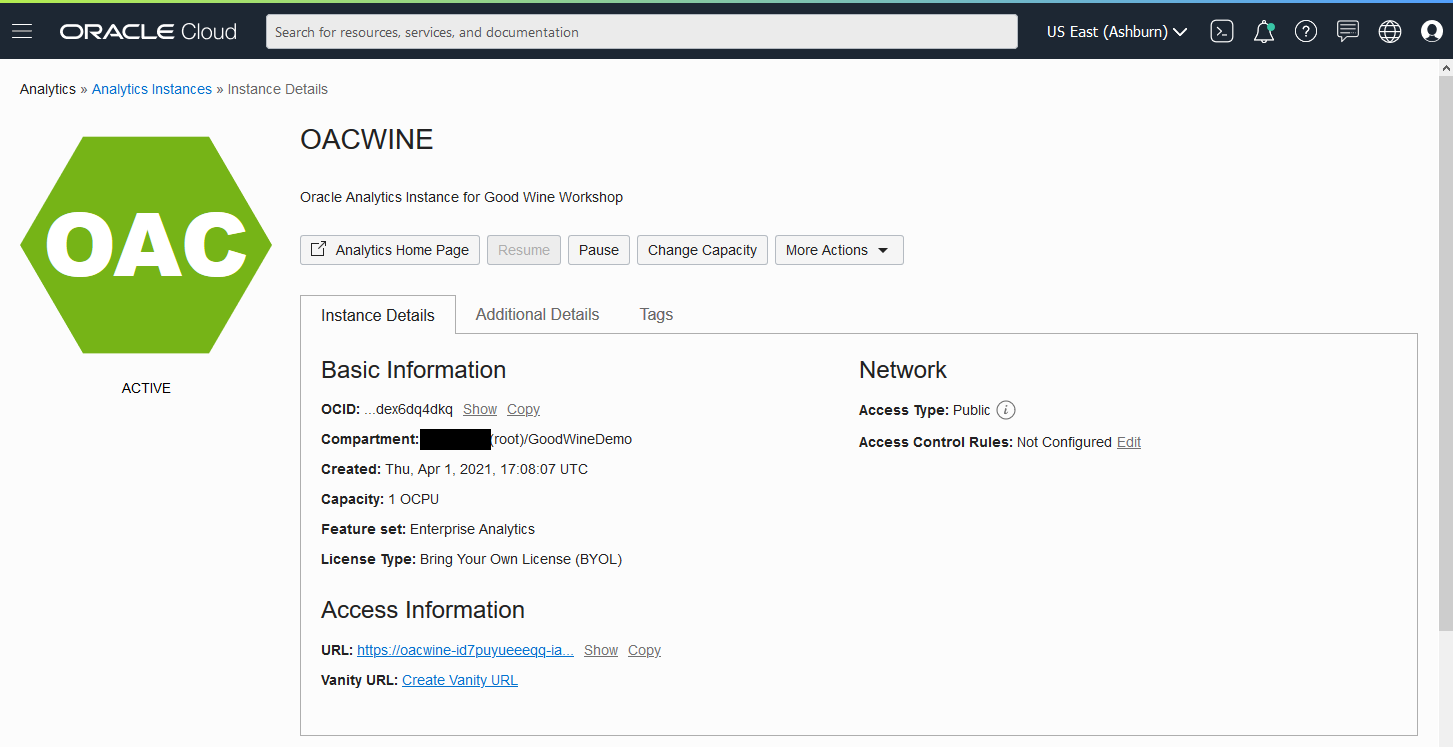 ORACLE Cloud
Search for resources, services, and documentation
US East (Ashburn)
Analytics » Analytics Instances » Instance Details
OAC
ACTIVE
OACWINE
Oracle Analytics Instance for Good Wine Workshop
Analytics Home Page Resume Pause Change Capacity More Actions
Instance Details Additional Details Tags
Basic Information
OCID: ...dex6dq4dkq Show Copy
Compartment: (root)/GoodWineDemo
Created: Thu, Apr 1, 2021, 17:08:07 UTC
Capacity: 1 OCPU
Feature set: Enterprise Analytics
License Type: Bring Your Own License (BYOL)
Access Information
URL: https://oacwine-id7puyueeeqq-ia... Show Copy
Vanity URL: Create Vanity URL
Network
Access Type: Public i
Access Control Rules: Not Configured Edit